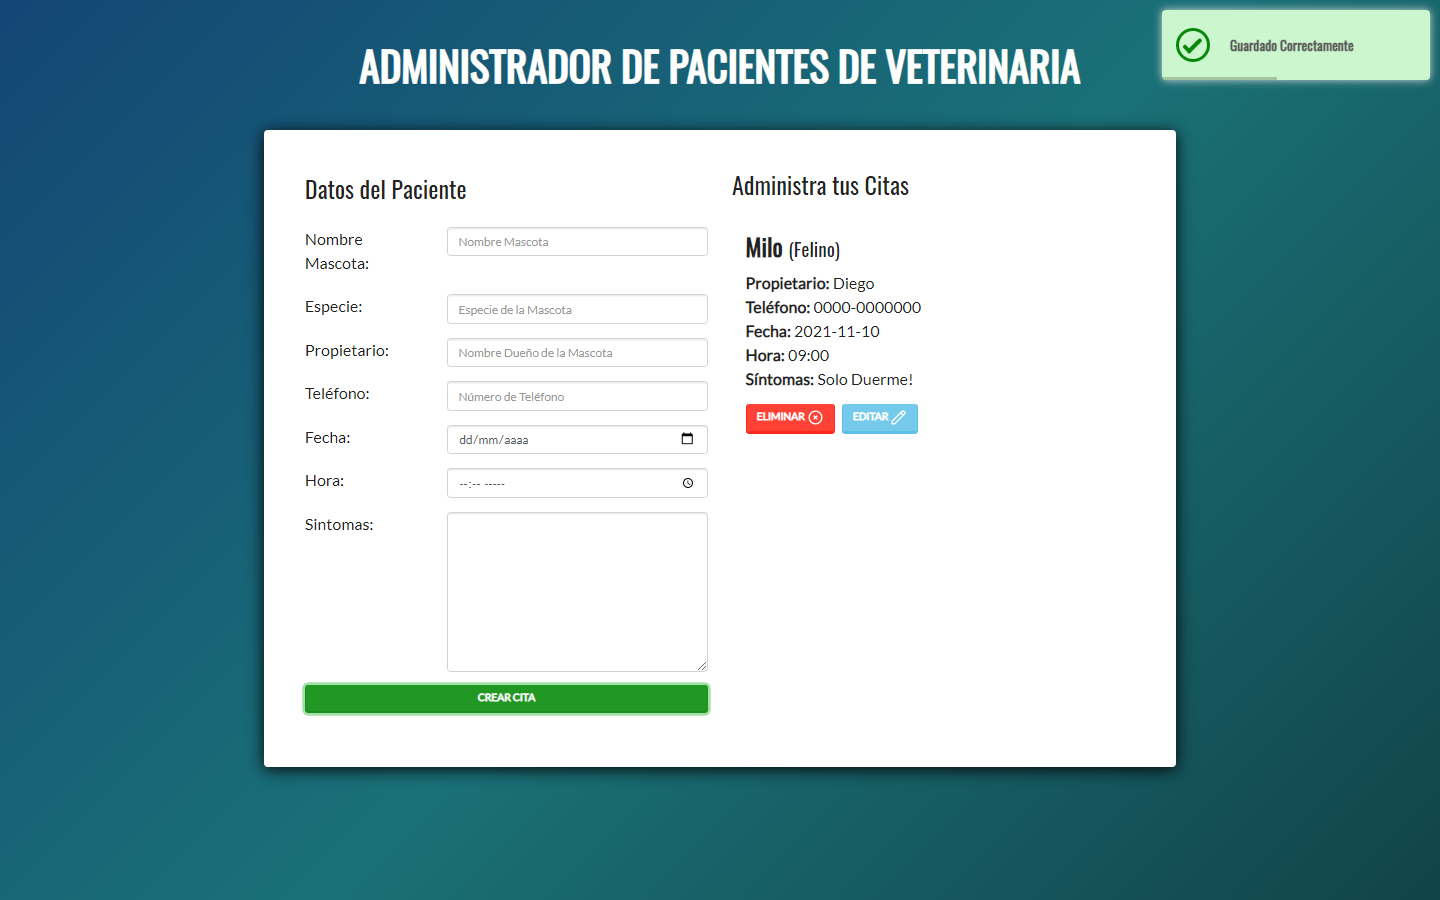 ADMINISTRADOR DE PACIENTES DE VETERINARIA
Guardado Correctamente
Datos del Paciente
Nombre
Mascota:
Nombre Mascota
Especie:
Especie de la Mascota
Propietario:
Nombre Dueño de la Mascota
Teléfono:
Número de Teléfono
Fecha:
dd/mm/aaaa
Hora:
--:-- -----
Sintomas:
CREAR CITA
Administra tus Citas
Milo (Felino)
Propietario: Diego
Teléfono: 0000-0000000
Fecha: 2021-11-10
Hora: 09:00
Síntomas: Solo Duerme!
ELIMINAR
EDITAR